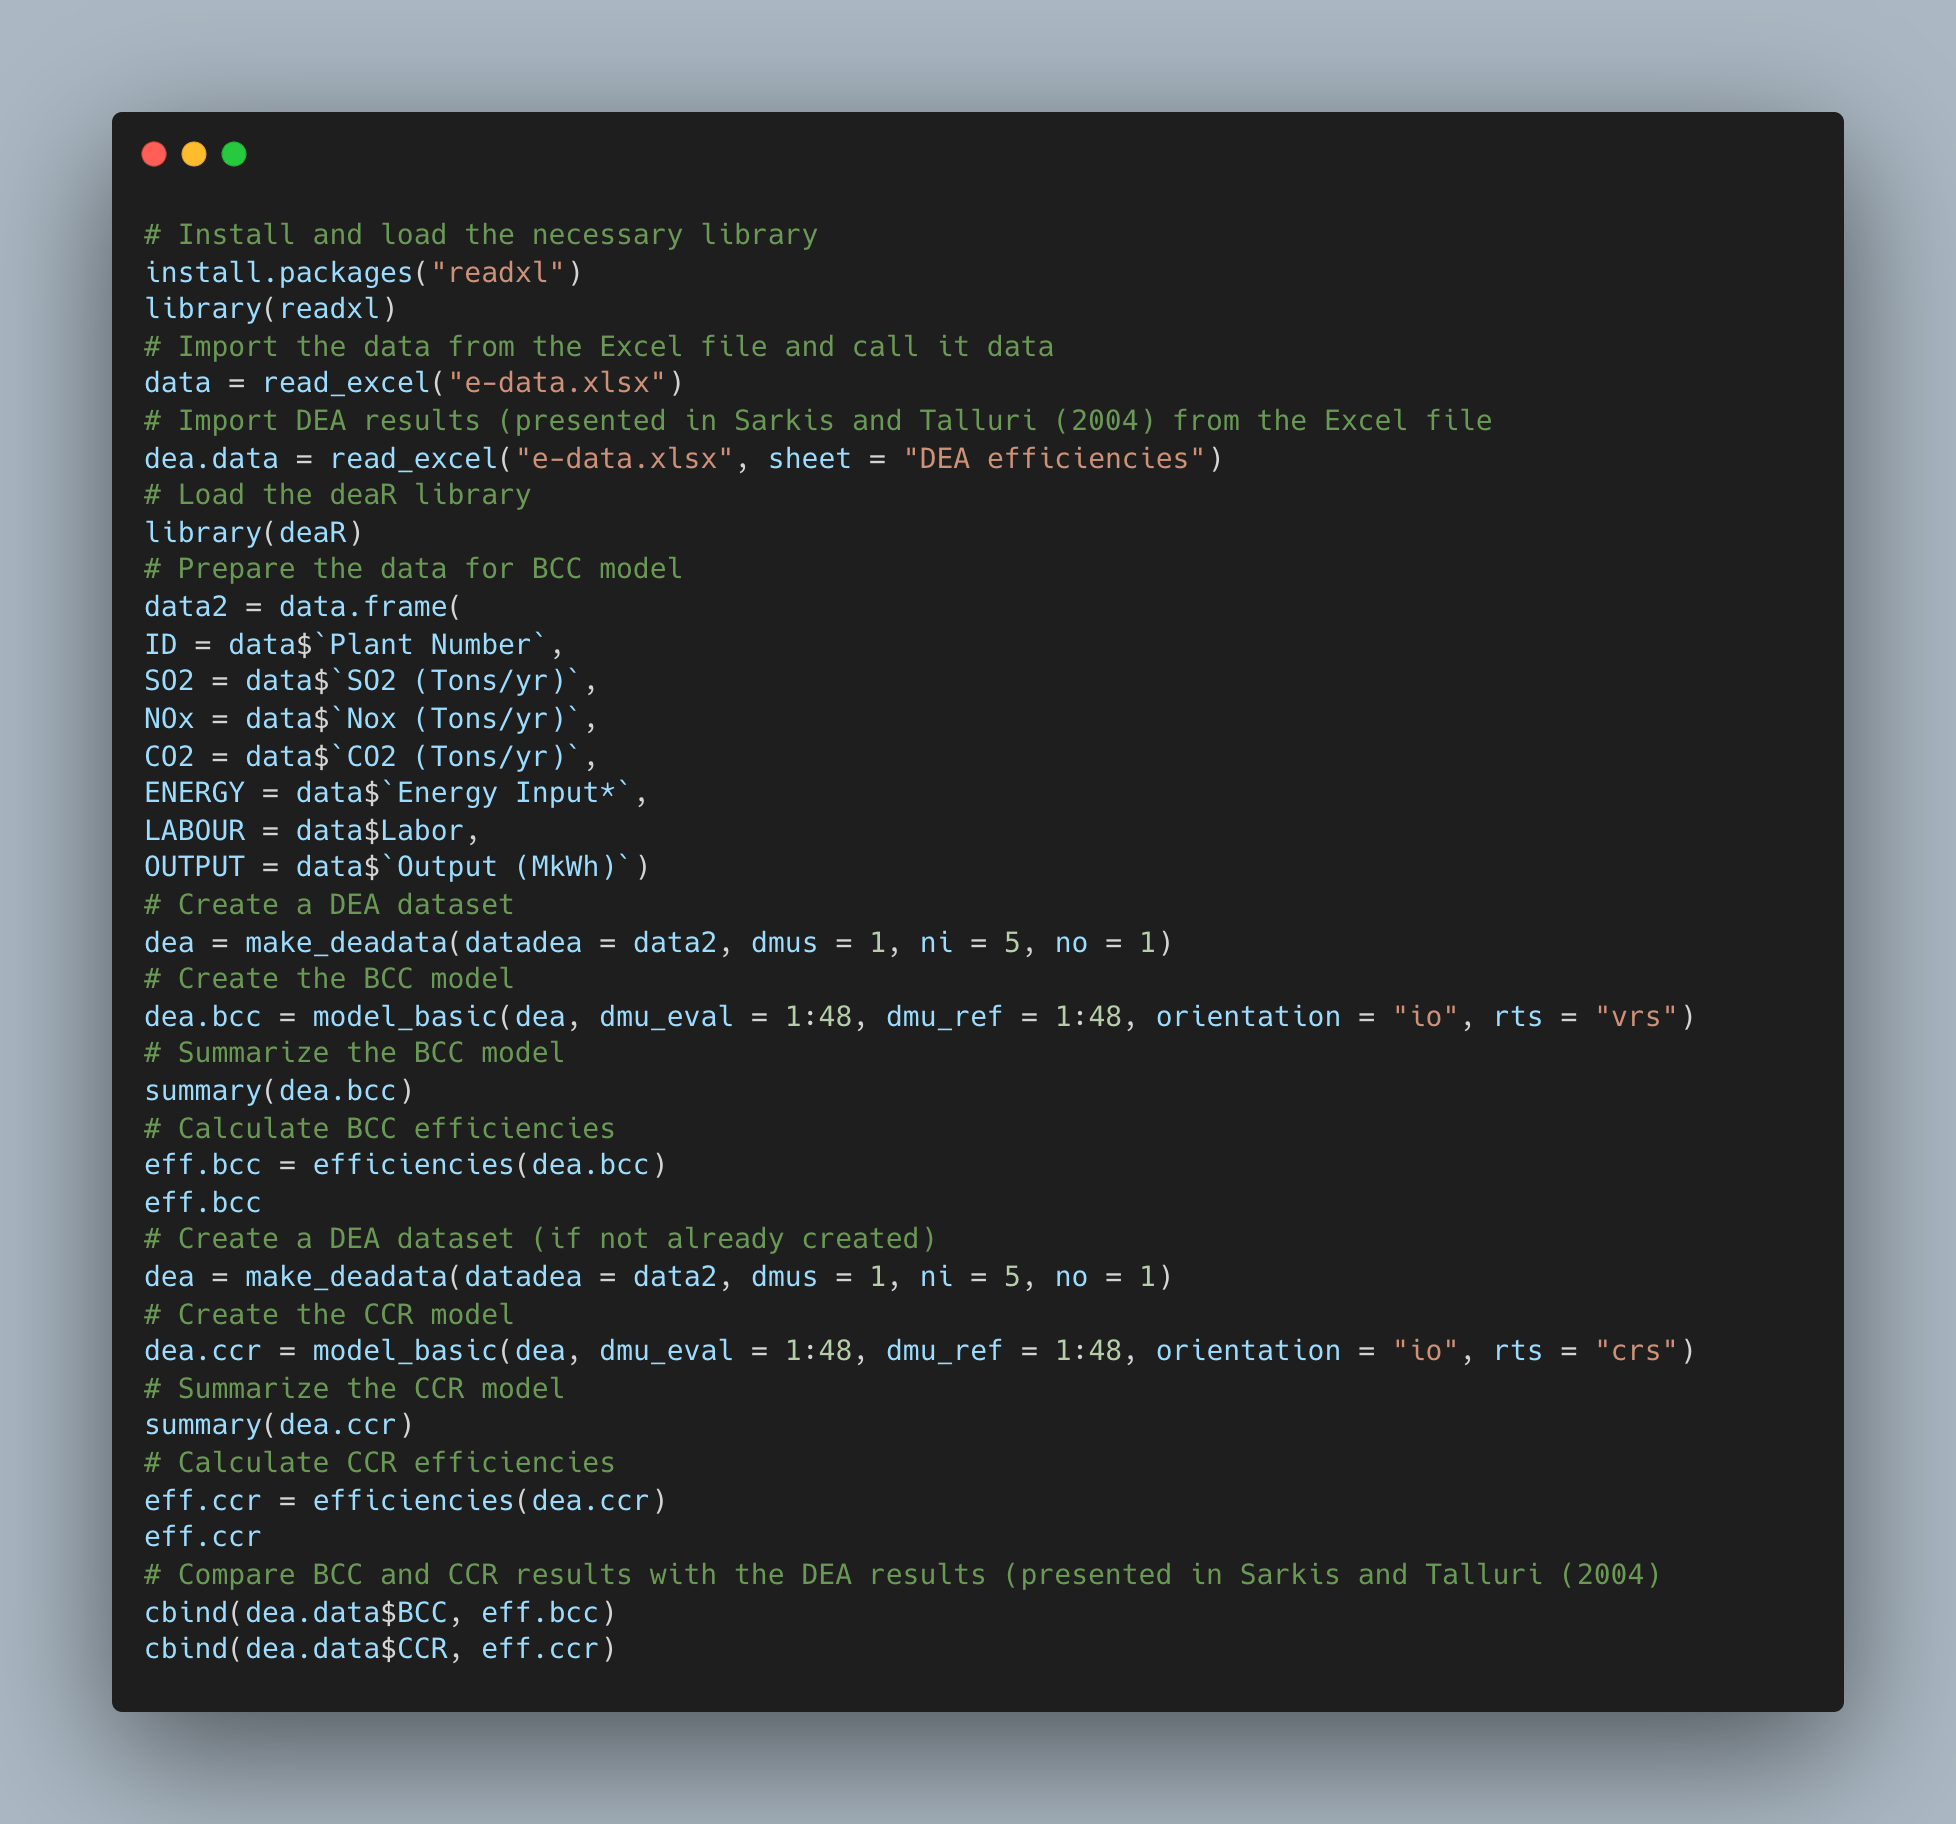 # Install and load the necessary library
install.packages("readxl")
library(readxl)
# Import the data from the Excel file and call it data
data = read_excel("e-data.xlsx")
# Import DEA results (presented in Sarkis and Talluri (2004) from the Excel file
dea.data = read_excel("e-data.xlsx", sheet = "DEA efficiencies")
# Load the deaR library
library(deaR)
# Prepare the data for BCC model
data2 = data.frame(
ID = data$`Plant Number`,
SO2 = data$`SO2 (Tons/yr)`,
NOx = data$`Nox (Tons/yr)`,
CO2 = data$`CO2 (Tons/yr)`,
ENERGY = data$`Energy Input*`,
LABOUR = data$Labor,
OUTPUT = data$`Output (MkWh)`)
# Create a DEA dataset
dea = make_deadata(datadea = data2, dmus = 1, ni = 5, no = 1)
# Create the BCC model
dea.bcc = model_basic(dea, dmu_eval = 1:48, dmu_ref = 1:48, orientation = "io", rts = "vrs")
# Summarize the BCC model
summary(dea.bcc)
# Calculate BCC efficiencies
eff.bcc = efficiencies(dea.bcc)
eff.bcc
# Create a DEA dataset (if not already created)
dea = make_deadata(datadea = data2, dmus = 1, ni = 5, no = 1)
# Create the CCR model
dea.ccr = model_basic(dea, dmu_eval = 1:48, dmu_ref = 1:48, orientation = "io", rts = "crs")
# Summarize the CCR model
summary(dea.ccr)
# Calculate CCR efficiencies
eff.ccr = efficiencies(dea.ccr)
eff.ccr
# Compare BCC and CCR results with the DEA results (presented in Sarkis and Talluri (2004)
cbind(dea.data$BCC, eff.bcc)
cbind(dea.data$CCR, eff.ccr)